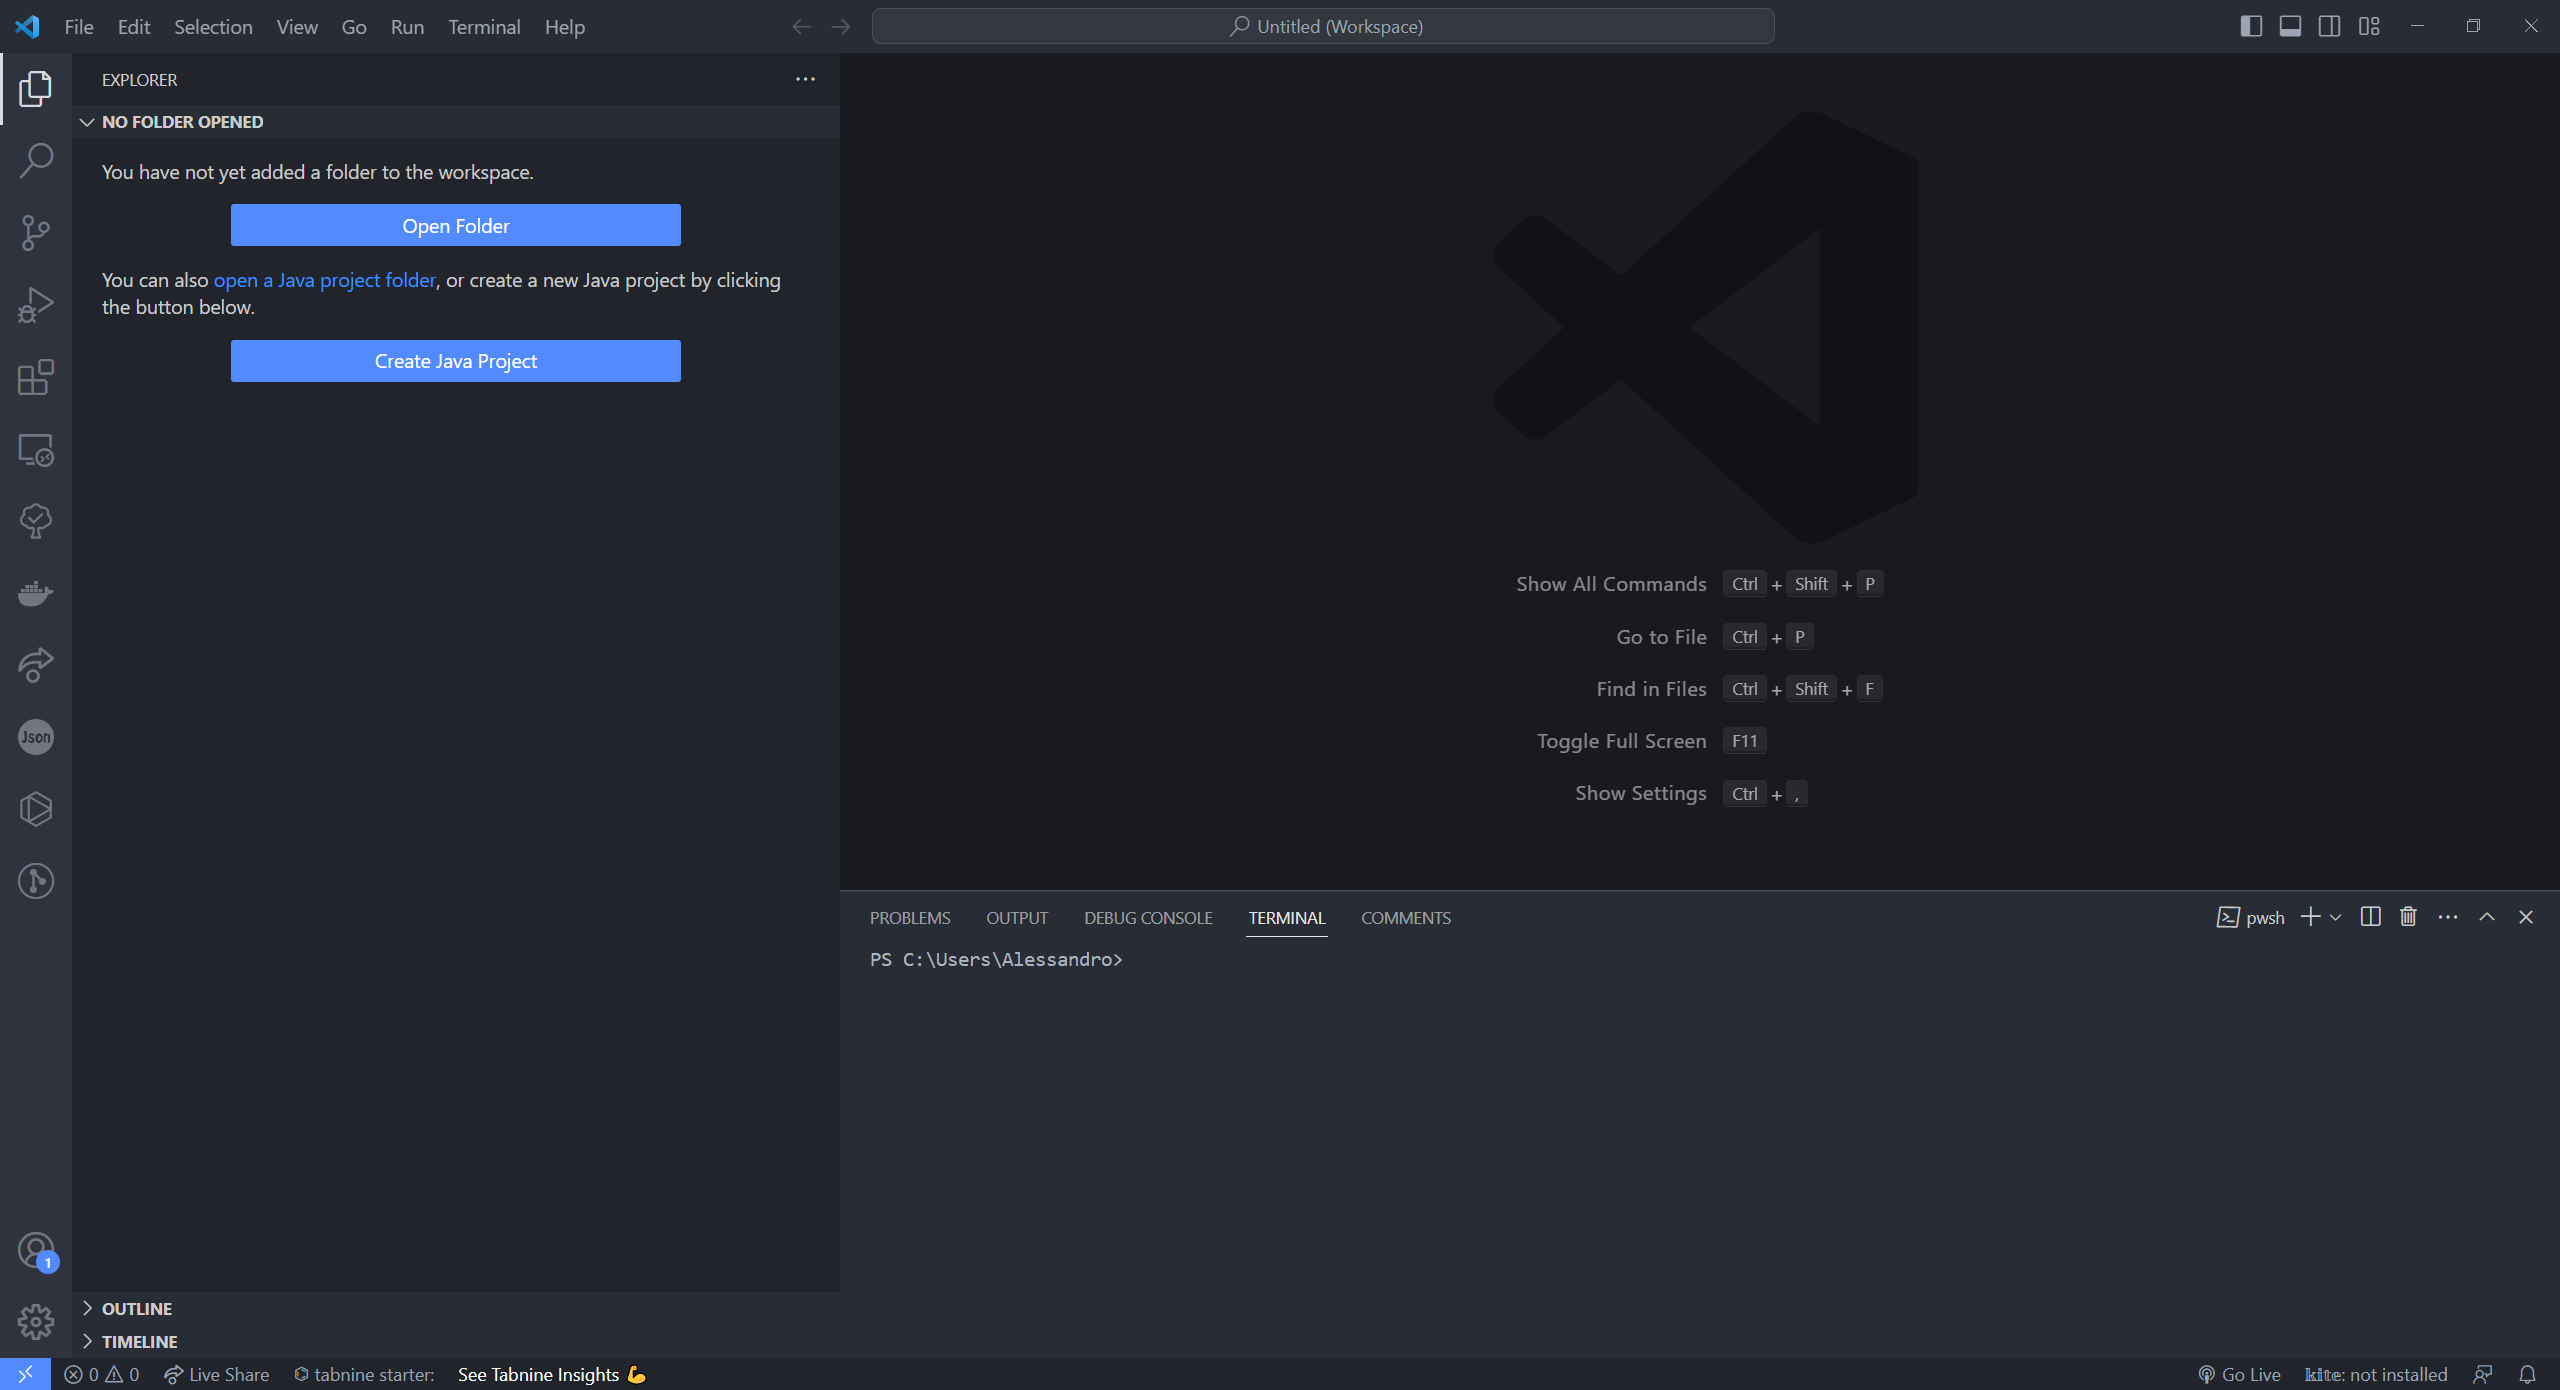 File Edit Selection View Go Run Terminal Help
Untitled (Workspace)
EXPLORER
NO FOLDER OPENED
You have not yet added a folder to the workspace.
Open Folder
You can also open a Java project folder, or create a new Java project by clicking
the button below.
Create Java Project
Json
1
OUTLINE
TIMELINE
Show All Commands Ctrl + Shift + P
Go to File Ctrl + P
Find in Files Ctrl + Shift + F
Toggle Full Screen F11
Show Settings Ctrl + ,
PROBLEMS OUTPUT DEBUG CONSOLE TERMINAL COMMENTS pwsh
PS C:\Users\Alessandro>
0 0 Live Share tabnine starter: See Tabnine Insights 💪 Go Live kite: not installed